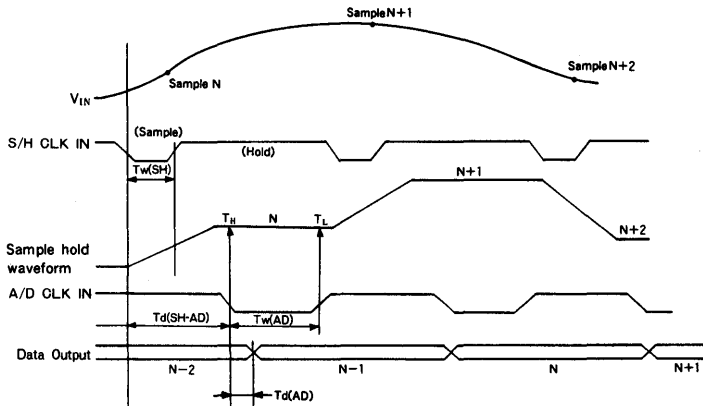 Sample N+1
Sample N+2
Sample N
VIN
(Sample)
S/H CLK IN
(Hold)
Tw(SH)
N+1
TH
N
TL
N+2
Sample hold
waveform
A/D CLK IN
Td(SH-AD)
Tw(AD)
Data Output
N-2
N-1
N
N+1
Td(AD)